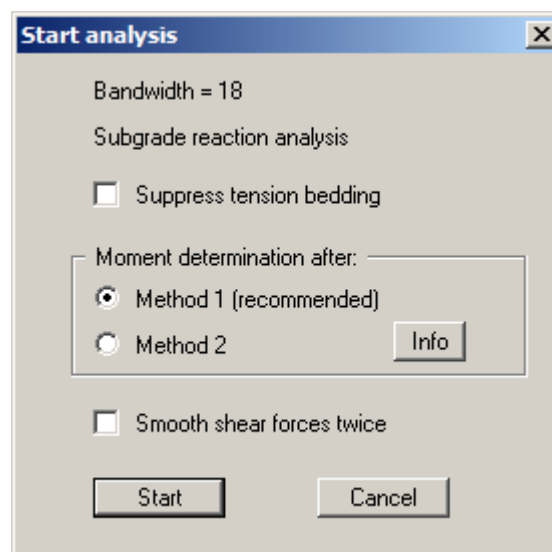 Start analysis
Bandwidth = 18
Subgrade reaction analysis
Suppress tension bedding
Moment determination after:
Method 1 (recommended)
Method 2
Info
Smooth shear forces twice
Start
Cancel